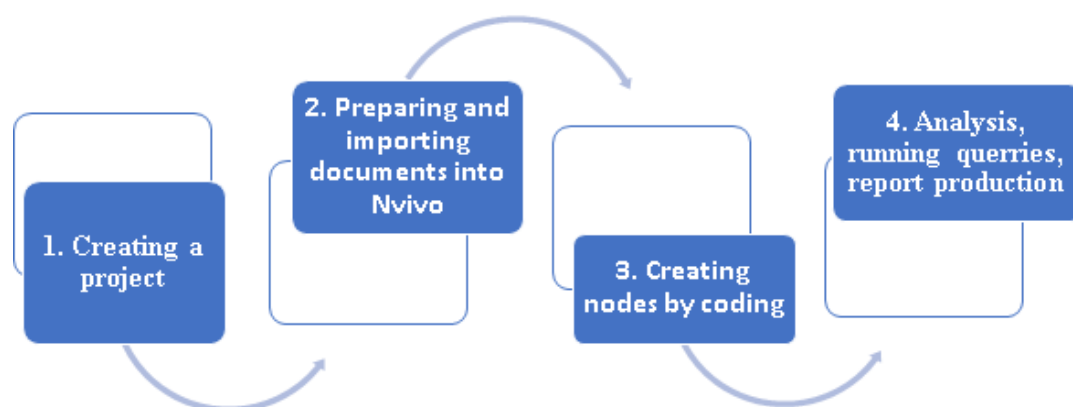 1. Creating a
project
2. Preparing and
importing
documents into
Nvivo
3. Creating
nodes by coding
4. Analysis,
running querries,
report production